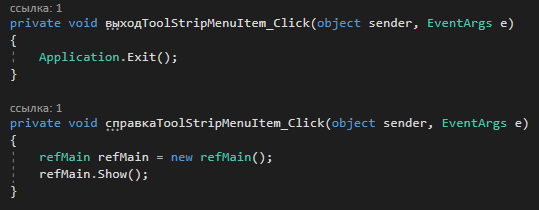 ссылка: 1
private void выходToolStripMenuItem_Click(object sender, EventArgs e)
{
Application.Exit();
}
ссылка: 1
private void справкаToolStripMenuItem_Click(object sender, EventArgs e)
{
refMain refMain = new refMain();
refMain.Show();
}